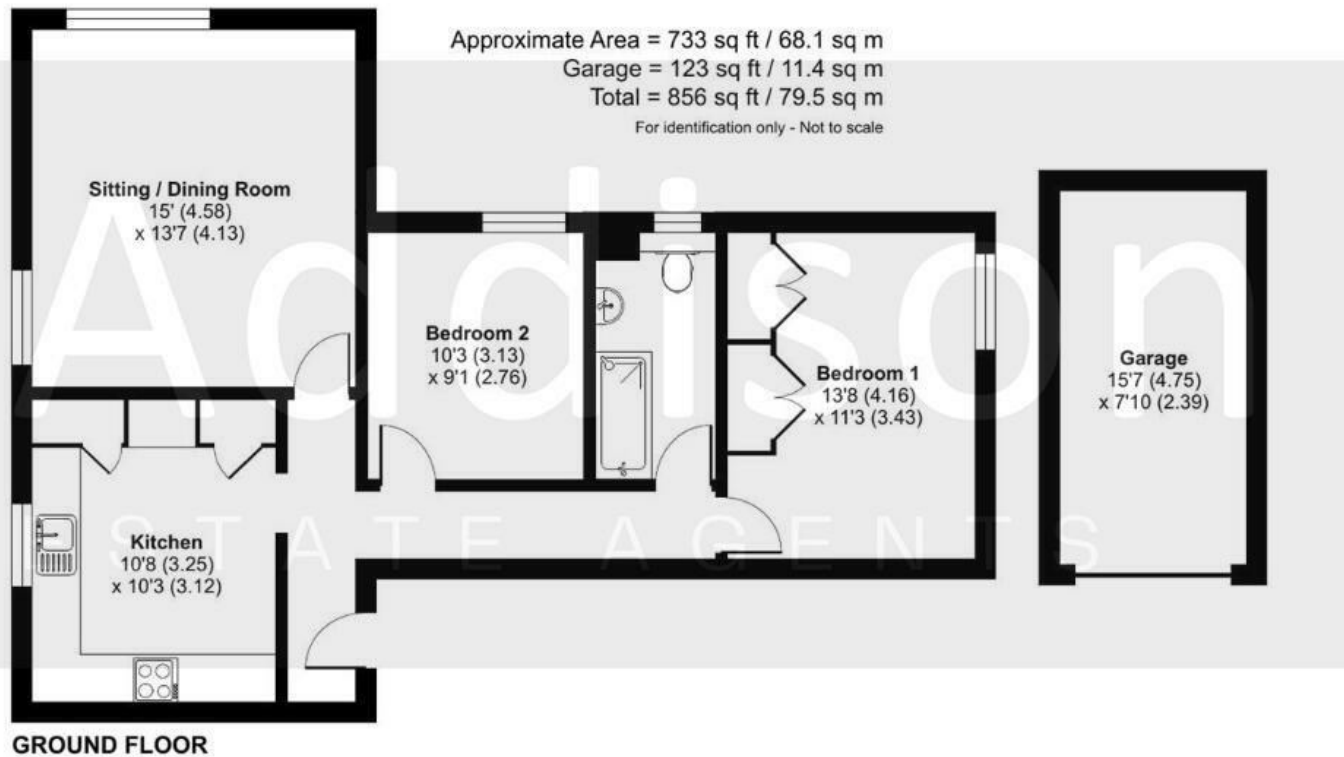 Approximate Area = 733 sq ft / 68.1 sq m
Garage = 123 sq ft / 11.4 sq m
Total = 856 sq ft / 79.5 sq m
For identification only - Not to scale
Addison
STATE AGENTS
Sitting / Dining Room
15' (4.58)
x 13'7 (4.13)
Bedroom 2
10'3 (3.13)
x 9'1 (2.76)
Bedroom 1
13'8 (4.16)
x 11'3 (3.43)
Garage
15'7 (4.75)
x 7'10 (2.39)
Kitchen
10'8 (3.25)
x 10'3 (3.12)
GROUND FLOOR